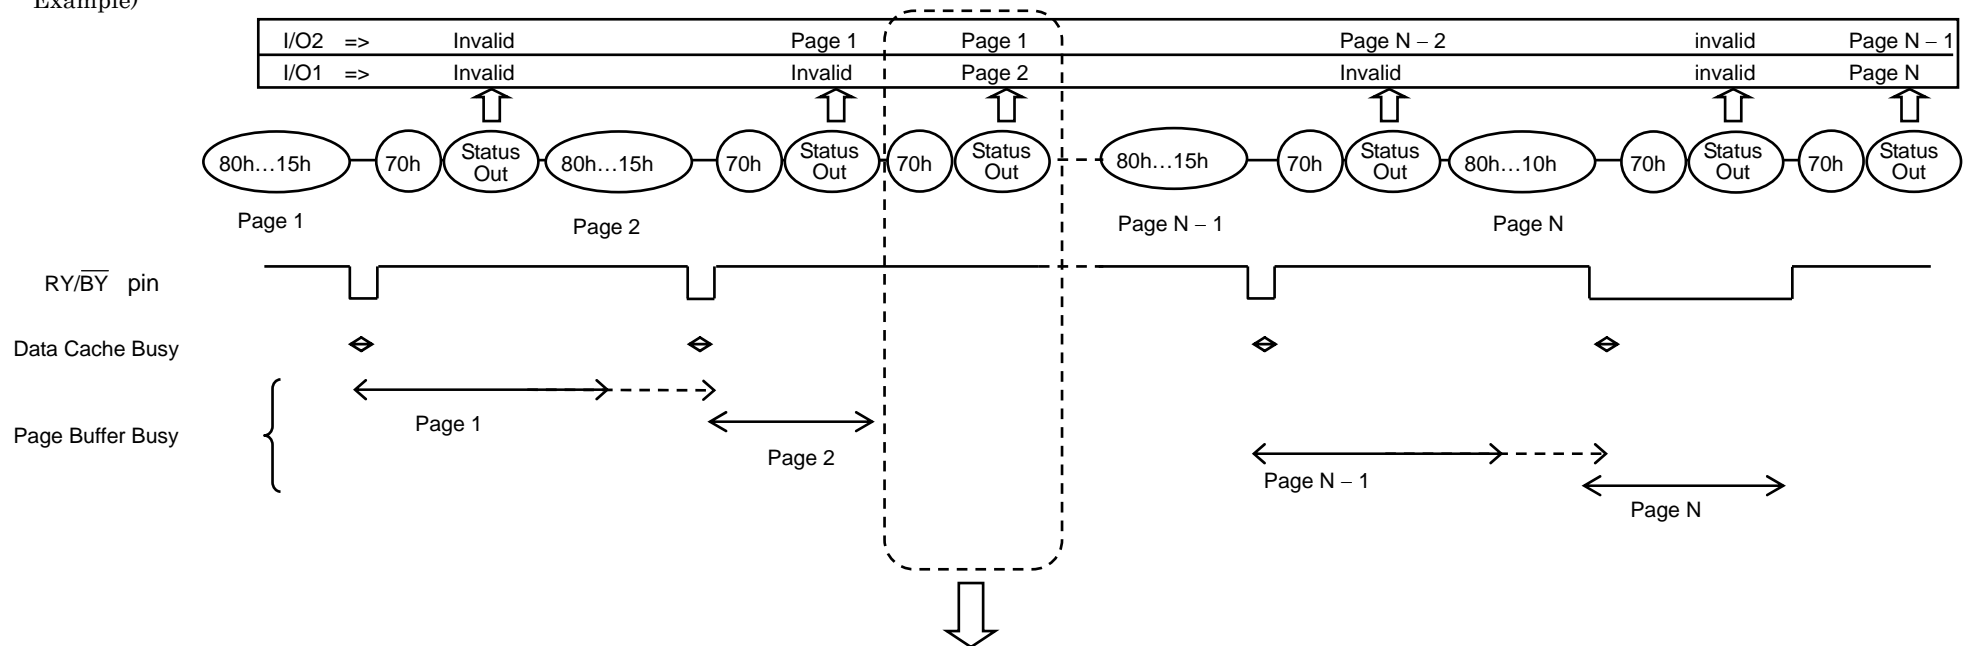 Example)
I/O2 => Invalid Page 1 Page 1 Page N – 2 invalid Page N – 1
I/O1 => Invalid Invalid Page 2 Invalid invalid Page N
80h…15h 70h Status Out 80h…15h 70h Status Out 70h Status Out 80h…15h 70h Status Out 80h…10h 70h Status Out 70h Status Out
Page 1 Page 2 Page N – 1 Page N
RY/B̅Y̅ pin
Data Cache Busy
Page 1
Page Buffer Busy
Page 2
Page N – 1
Page N